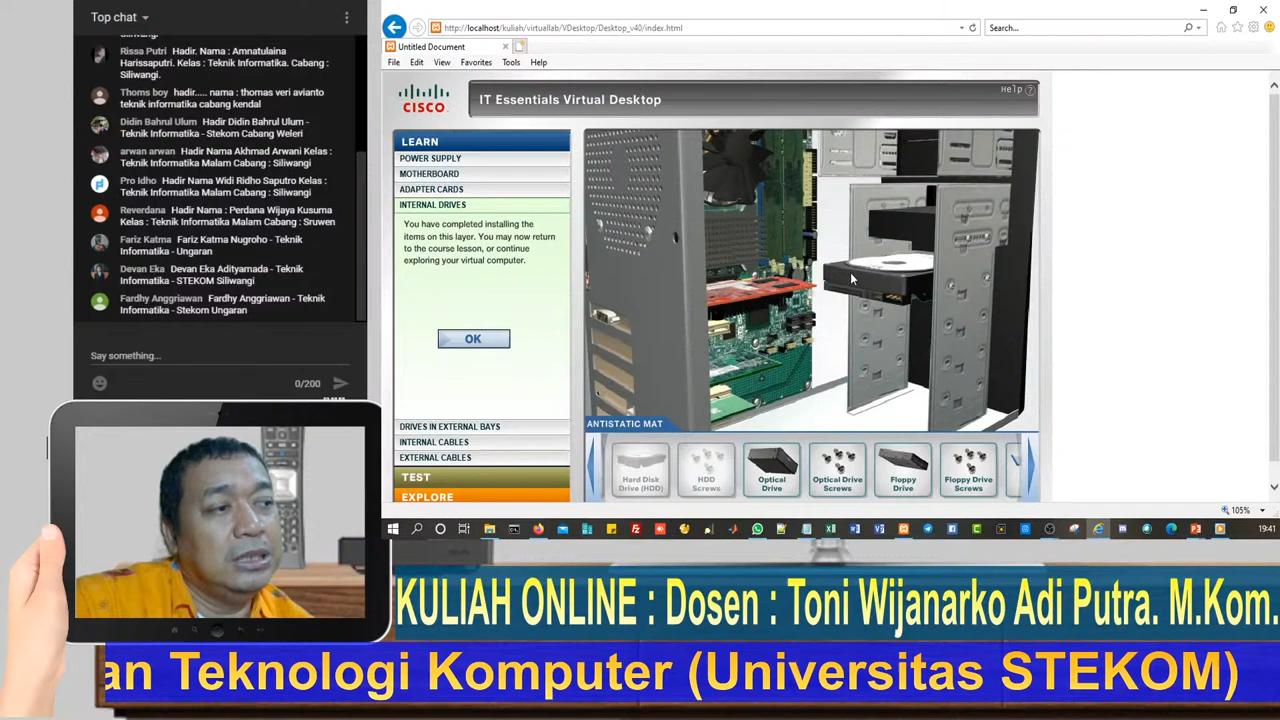 Top chat
Rissa Putri Hadir. Nama : Amnatulaina
Harissaputri. Kelas : Teknik Informatika. Cabang :
Siliwangi.
Thoms boy hadir..... nama : thomas veri avianto
teknik informatika cabang kendal
Didin Bahrul Ulum Hadir Didin Bahrul Ulum -
Teknik Informatika - Stekom Cabang Weleri
arwan arwan Hadir Nama Akhmad Arwani Kelas :
Teknik Informatika Malam Cabang : Siliwangi
Pro Idho Hadir Nama Widi Ridho Saputro Kelas :
Teknik Informatika Malam Cabang : Siliwangi
Reverdana Hadir Nama : Perdana Wijaya Kusuma
Kelas : Teknik Informatika Malam Cabang : Sruwen
Fariz Katma Fariz Katma Nugroho - Teknik
Informatika - Ungaran
Devan Eka Devan Eka Adityamada - Teknik
Informatika - STEKOM Siliwangi
Fardhy Anggriawan Fardhy Anggriawan - Teknik
Informatika - Stekom Ungaran
Say something...
0/200
http://localhost/kuliah/virtuallab/VDesktop/Desktop_v40/index.html
Search...
Untitled Document
File Edit View Favorites Tools Help
CISCO
IT Essentials Virtual Desktop
Help
LEARN
POWER SUPPLY
MOTHERBOARD
ADAPTER CARDS
INTERNAL DRIVES
You have completed installing the
items on this layer. You may now return
to the course lesson, or continue
exploring your virtual computer.
OK
DRIVES IN EXTERNAL BAYS
INTERNAL CABLES
EXTERNAL CABLES
TEST
EXPLORE
ANTISTATIC MAT
Hard Disk
Drive (HDD)
HDD
Screws
Optical
Drive
Optical Drive
Screws
Floppy
Drive
Floppy Drive
Screws
105%
19:41
KULIAH ONLINE : Dosen : Toni Wijanarko Adi Putra. M.Kom.
an Teknologi Komputer (Universitas STEKOM)